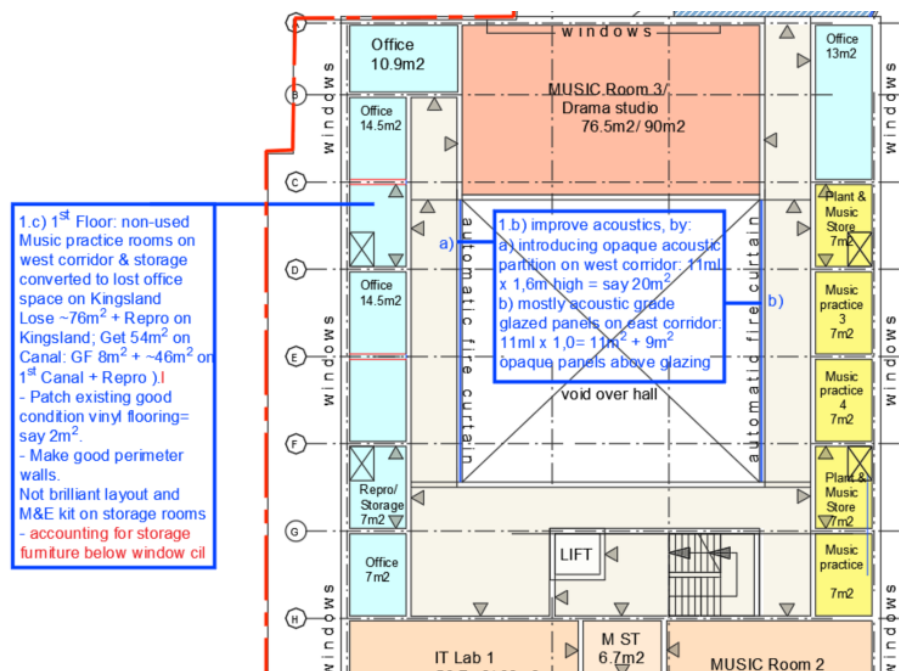 windows
Office
10.9m2
Office
13m2
MUSIC Room 3/
Drama studio
76.5m2/ 90m2
B
windows
windows
Office
14.5m2
C
1.c) 1st Floor: non-used
Music practice rooms on
west corridor & storage
converted to lost office
space on Kingsland
Lose ~76m2 + Repro on
Kingsland; Get 54m2 on
Canal: GF 8m2 + ~46m2 on
1st Canal + Repro ).l
- Patch existing good
condition vinyl flooring=
say 2m2.
- Make good perimeter
walls.
Not brilliant layout and
M&E kit on storage rooms
- accounting for storage
furniture below window cil
Plant &
Music
Store
7m2
a)
1.b) improve acoustics, by:
a) introducing opaque acoustic
partition on west corridor: 11ml
x 1,6m high = say 20m2
b) mostly acoustic grade
glazed panels on east corridor:
11ml x 1,0= 11m2 + 9m2
opaque panels above glazing
b)
automatic fire curtain
automatic fire curtain
void over hall
D
Office
14.5m2
Music
practice
3
7m2
windows
windows
E
Music
practice
4
7m2
F
Repro/
Storage
7m2
Plant &
Music
Store
7m2
G
LIFT
Office
7m2
Music
practice
7m2
windows
windows
H
IT Lab 1
M ST
6.7m2
MUSIC Room 2